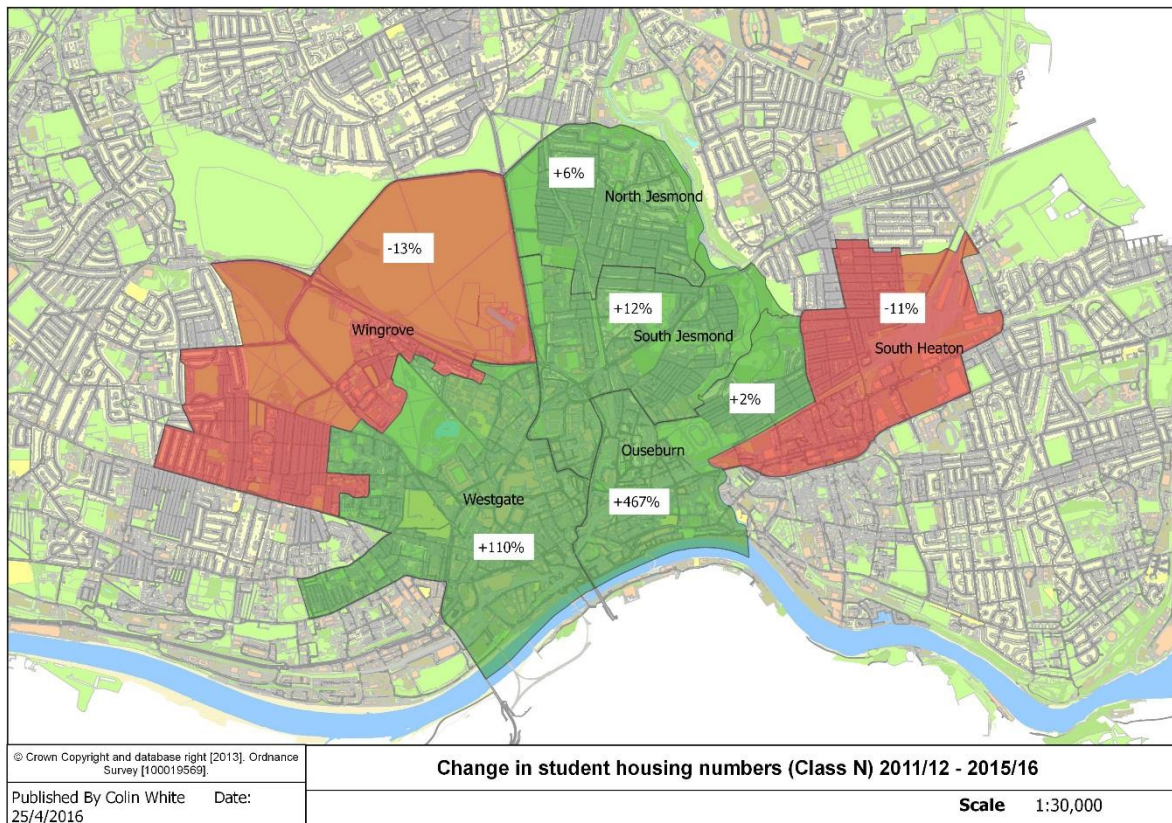 +6%
North Jesmond
-13%
+12%
-11%
Wingrove
South Jesmond
South Heaton
+2%
Ouseburn
Westgate
+467%
+110%
© Crown Copyright and database right [2013]. Ordnance
Survey [100019569].
Published By Colin White Date:
25/4/2016
Change in student housing numbers (Class N) 2011/12 - 2015/16
Scale 1:30,000